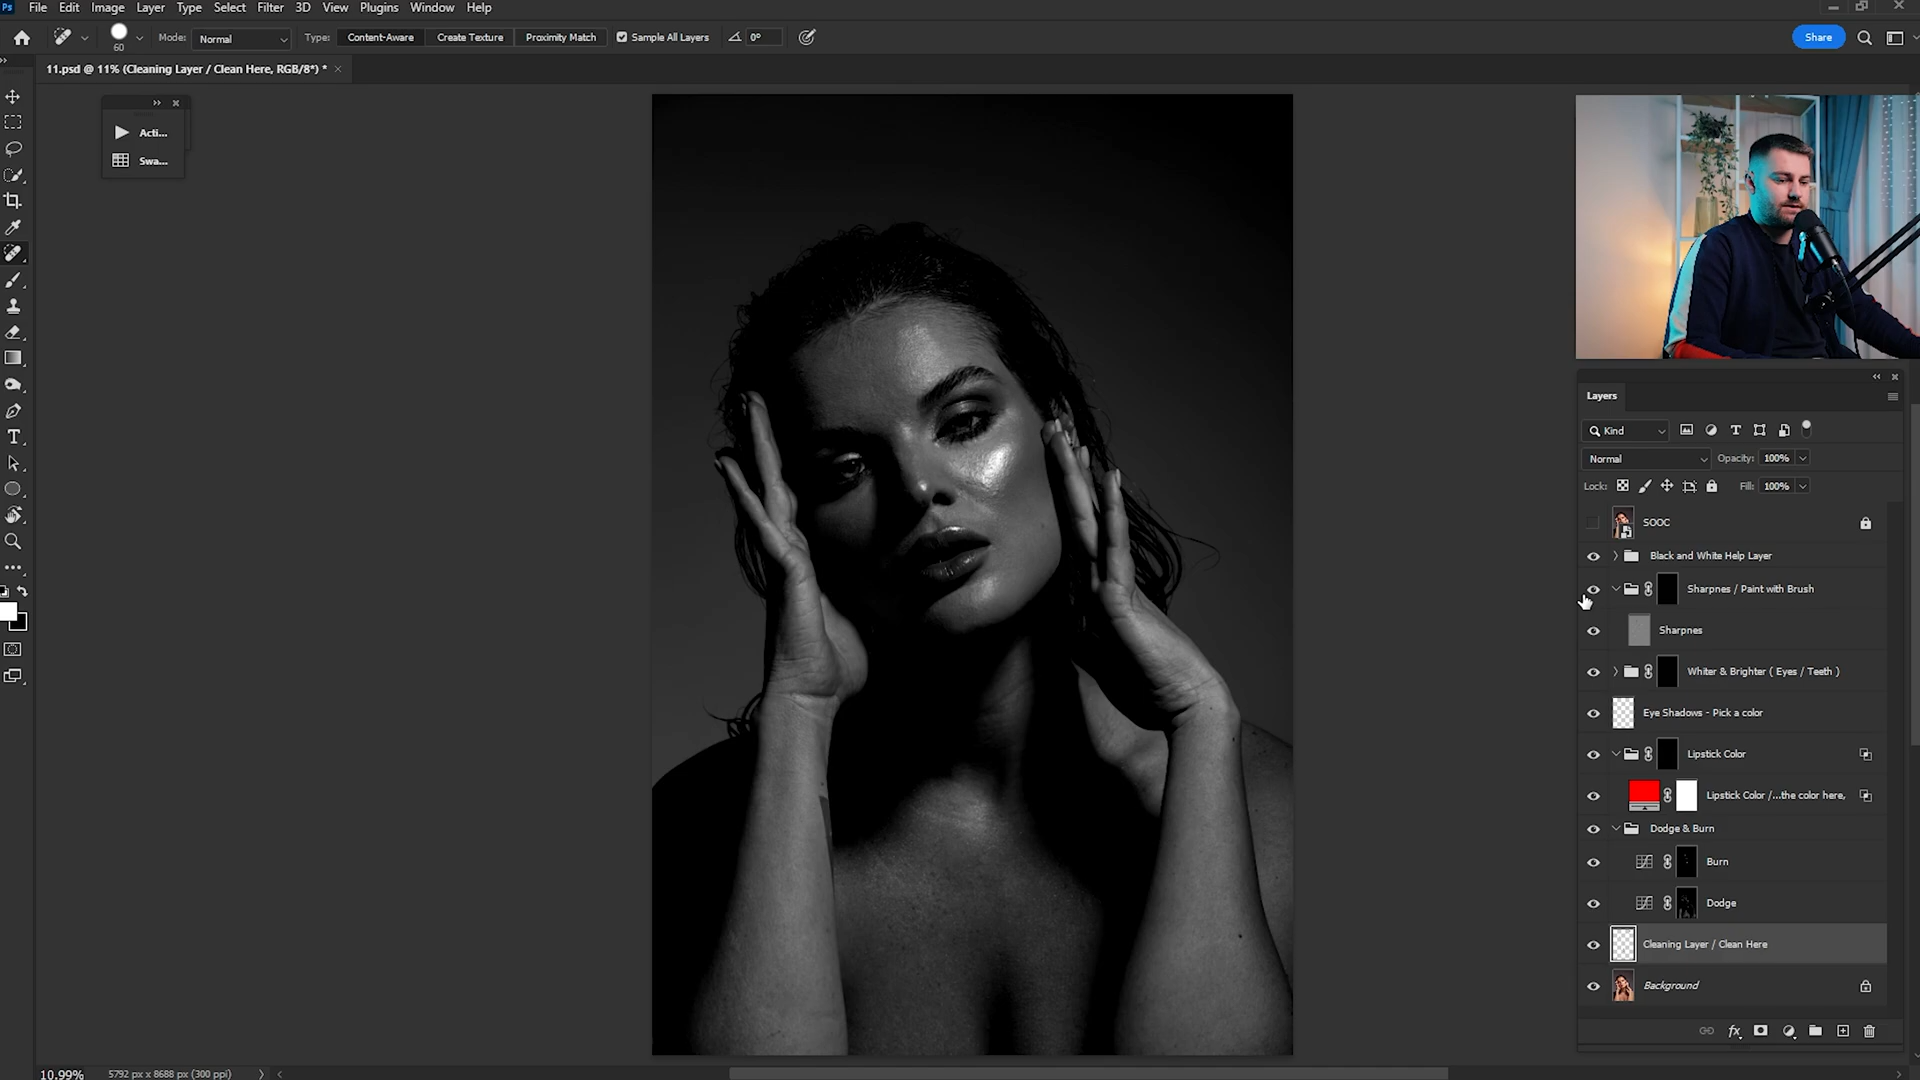 Ps File Edit Image Layer Type Select Filter 3D View Plugins Window Help
60 Mode: Normal Type: Content-Aware Create Texture Proximity Match Sample All Layers 0° Share
11.psd @ 11% (Cleaning Layer / Clean Here, RGB/8*) * ×
Acti...
Swa...
Layers
Kind
Normal Opacity: 100%
Lock: Fill: 100%
SOOC
Black and White Help Layer
Sharpnes / Paint with Brush
Sharpnes
Whiter & Brighter ( Eyes / Teeth )
Eye Shadows - Pick a color
Lipstick Color
Lipstick Color /...the color here,
Dodge & Burn
Burn
Dodge
Cleaning Layer / Clean Here
Background
fx
10.99% 5792 px x 8688 px (300 ppi)